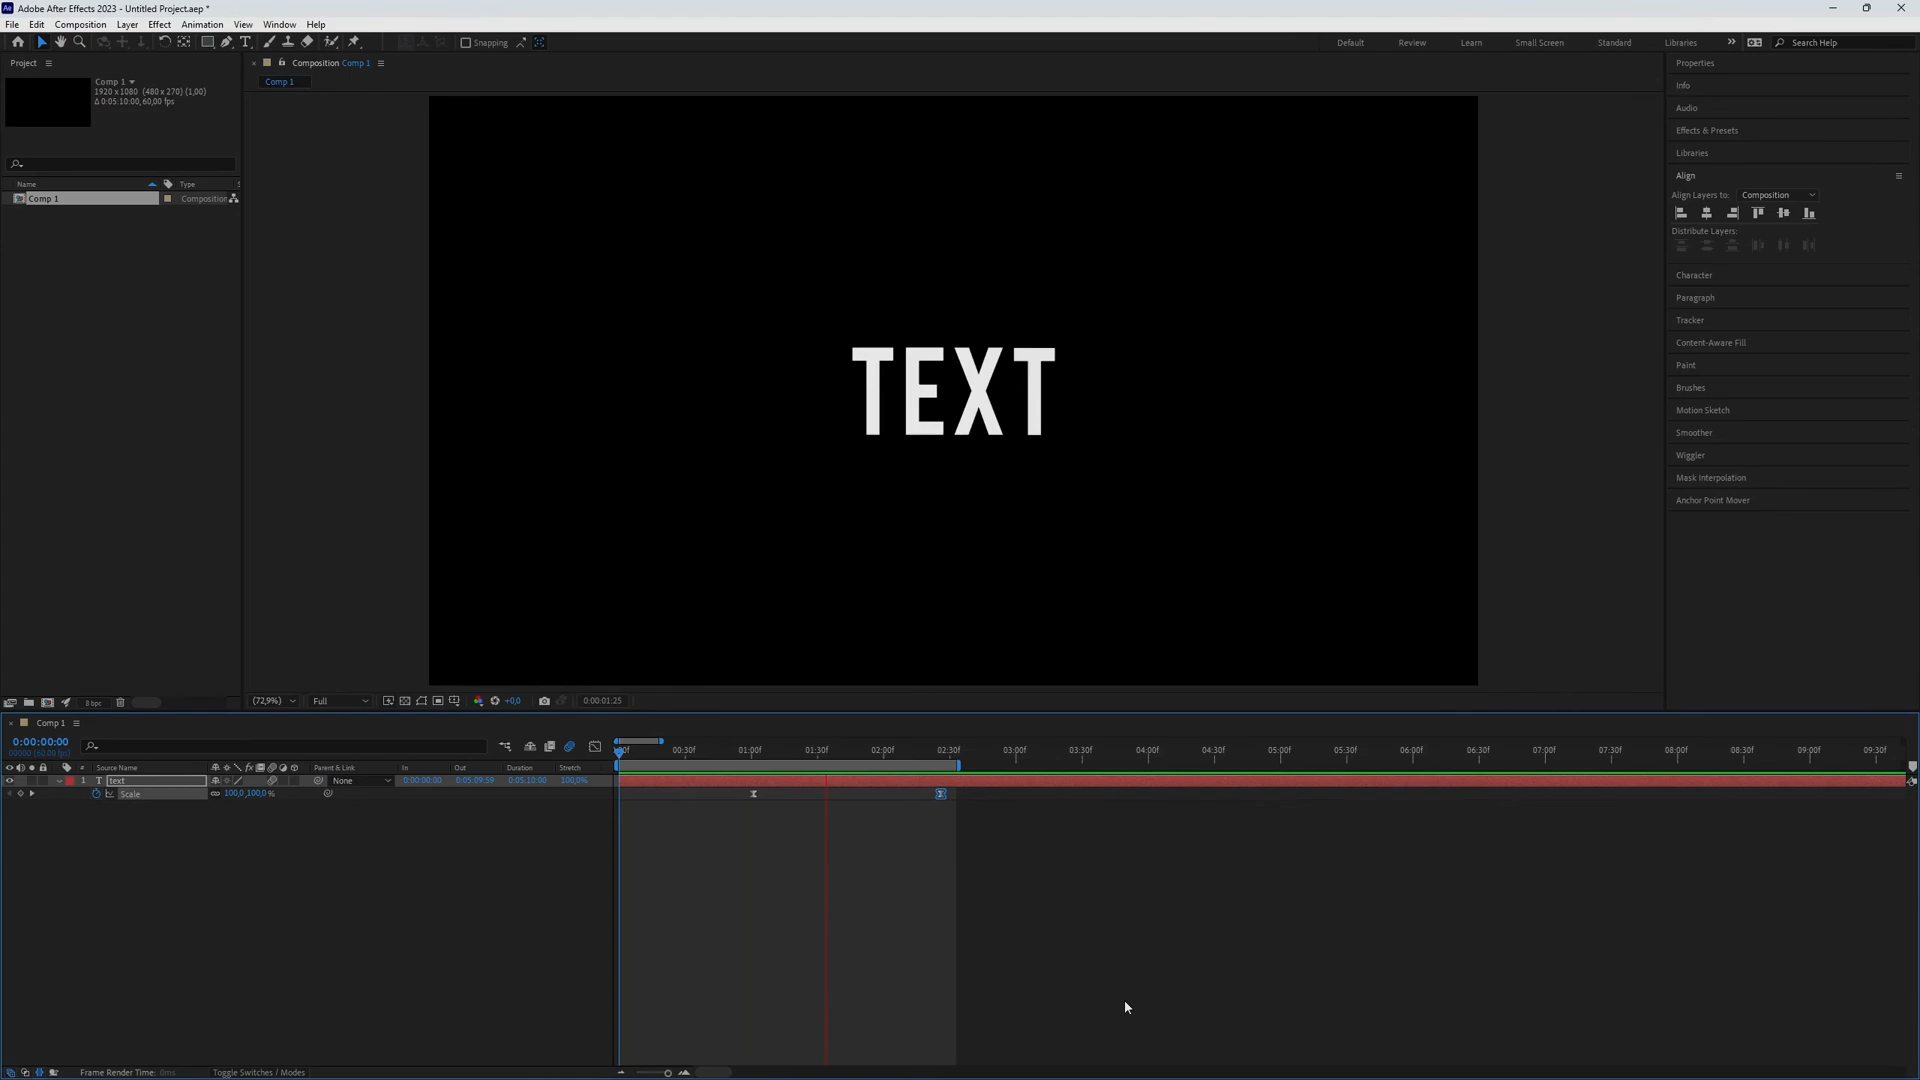 Adobe After Effects 2023 - Untitled Project.aep *
File Edit Composition Layer Effect Animation View Window Help
Snapping
Default Review Learn Small Screen Standard Libraries
Search Help
Project
Comp 1
1920 x 1080 (480 x 270) (1,00)
Δ 0:05:10:00, 60,00 fps
Name Type
Comp 1 Composition
Composition Comp 1
Comp 1
TEXT
Properties
Info
Audio
Effects & Presets
Libraries
Align
Align Layers to: Composition
Distribute Layers:
Character
Paragraph
Tracker
Content-Aware Fill
Paint
Brushes
Motion Sketch
Smoother
Wiggler
Mask Interpolation
Anchor Point Mover
8 bpc
(72,9%) Full +0,0 0:00:01:25
Comp 1
0:00:00:00
00000 (60.00 fps)
00:30f 01:00f 01:30f 02:00f 02:30f 03:00f 03:30f 04:00f 04:30f 05:00f 05:30f 06:00f 06:30f 07:00f 07:30f 08:00f 08:30f 09:00f 09:30f
# Source Name Parent & Link In Out Duration Stretch
1 T text None 0:00:00:00 0:05:09:59 0:05:10:00 100,0%
Scale 100,0,100,0%
Frame Render Time: 0ms Toggle Switches / Modes